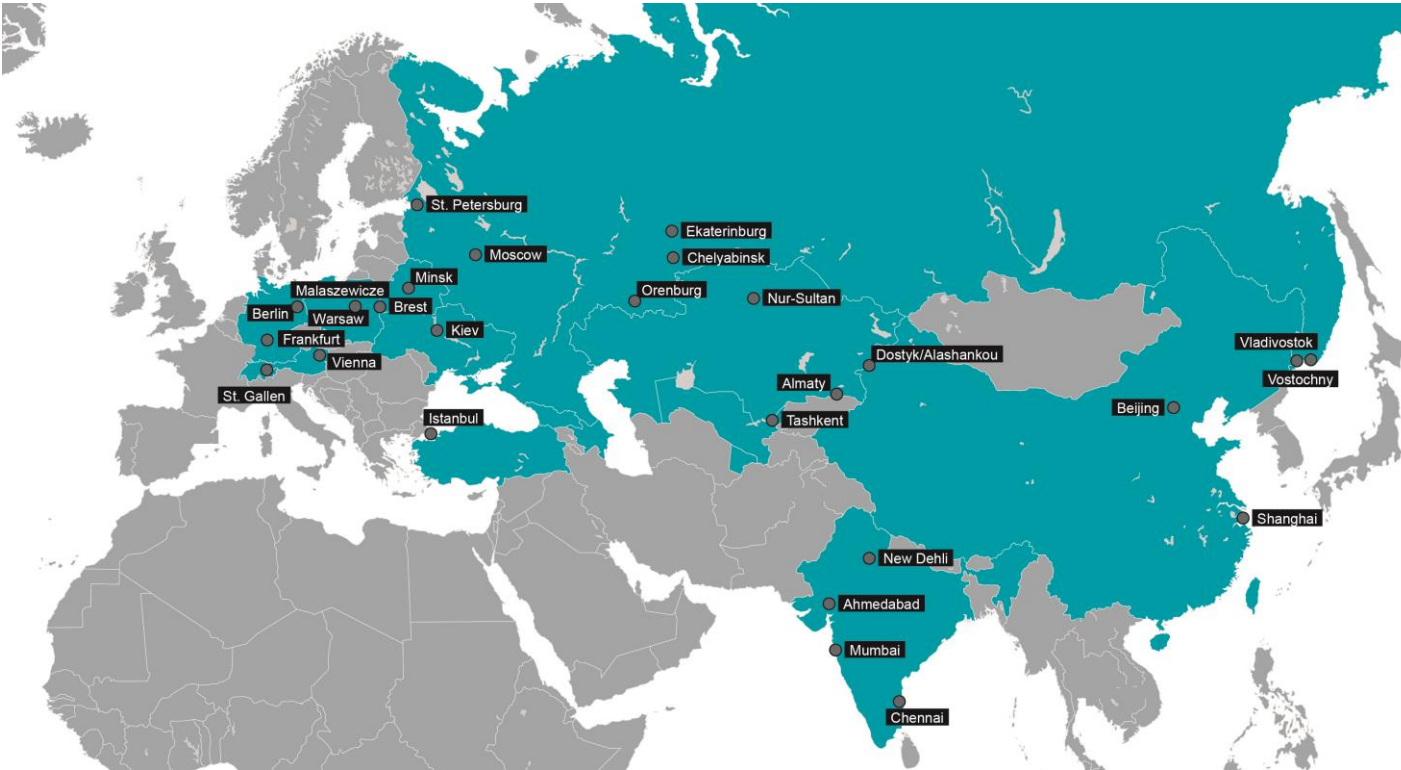 St. Petersburg
Ekaterinburg
Moscow
Chelyabinsk
Minsk
Malaszewicze
Orenburg
Nur-Sultan
Berlin
Warsaw
Brest
Kiev
Frankfurt
Vienna
Vladivostok
Dostyk/Alashankou
Vostochny
Almaty
St. Gallen
Beijing
Istanbul
Tashkent
Shanghai
New Dehli
Ahmedabad
Mumbai
Chennai